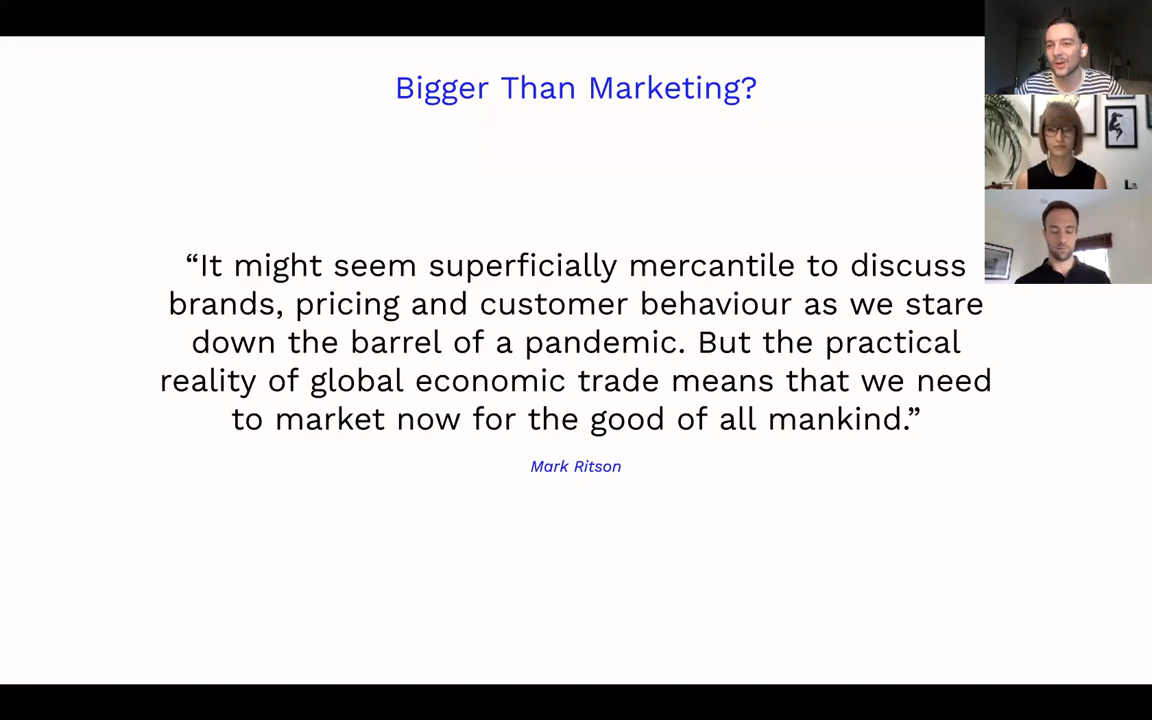 Bigger Than Marketing?
“It might seem superficially mercantile to discuss
brands, pricing and customer behaviour as we stare
down the barrel of a pandemic. But the practical
reality of global economic trade means that we need
to market now for the good of all mankind.”
Mark Ritson